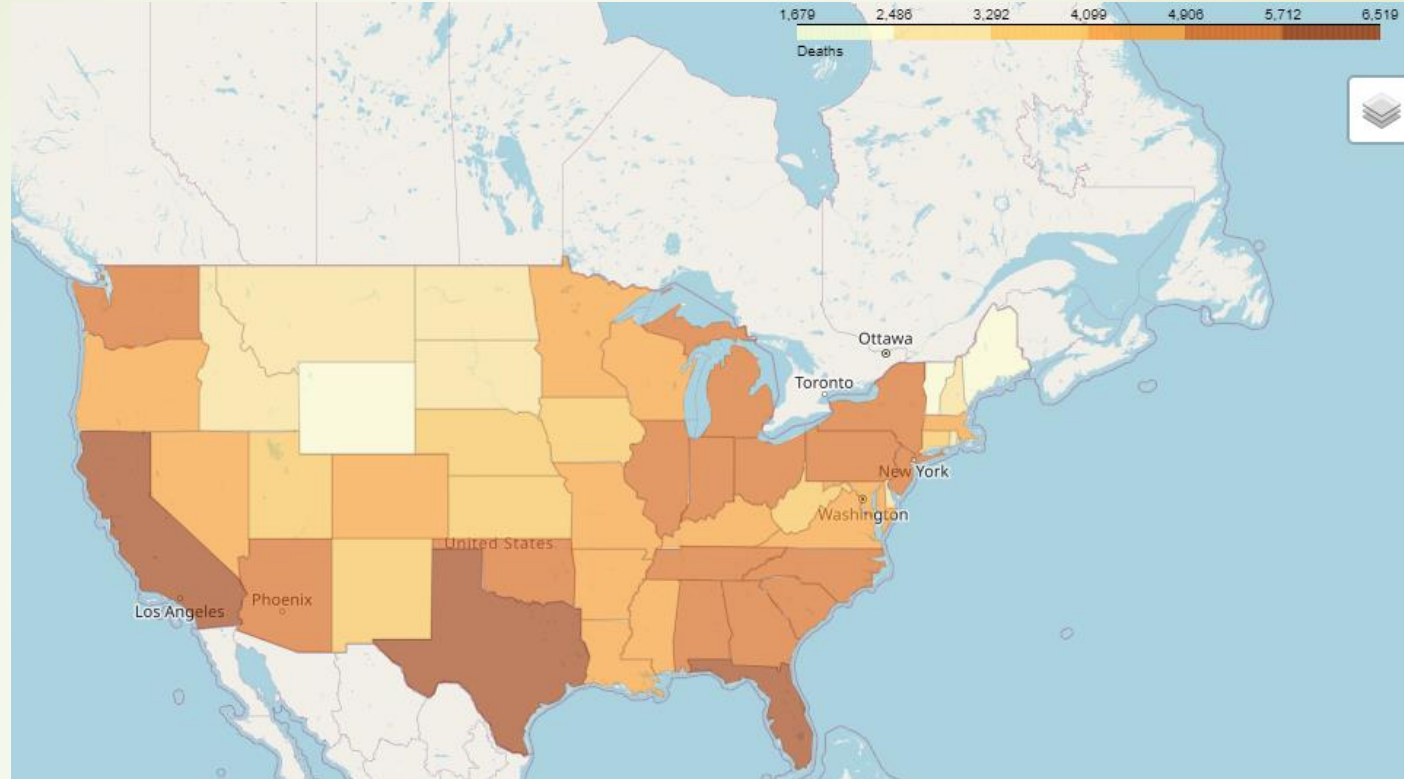 1,679 2,486 3,292 4,099 4,906 5,712 6,519
Deaths
Ottawa
Toronto
New York
Washington
United States
Phoenix
Los Angeles